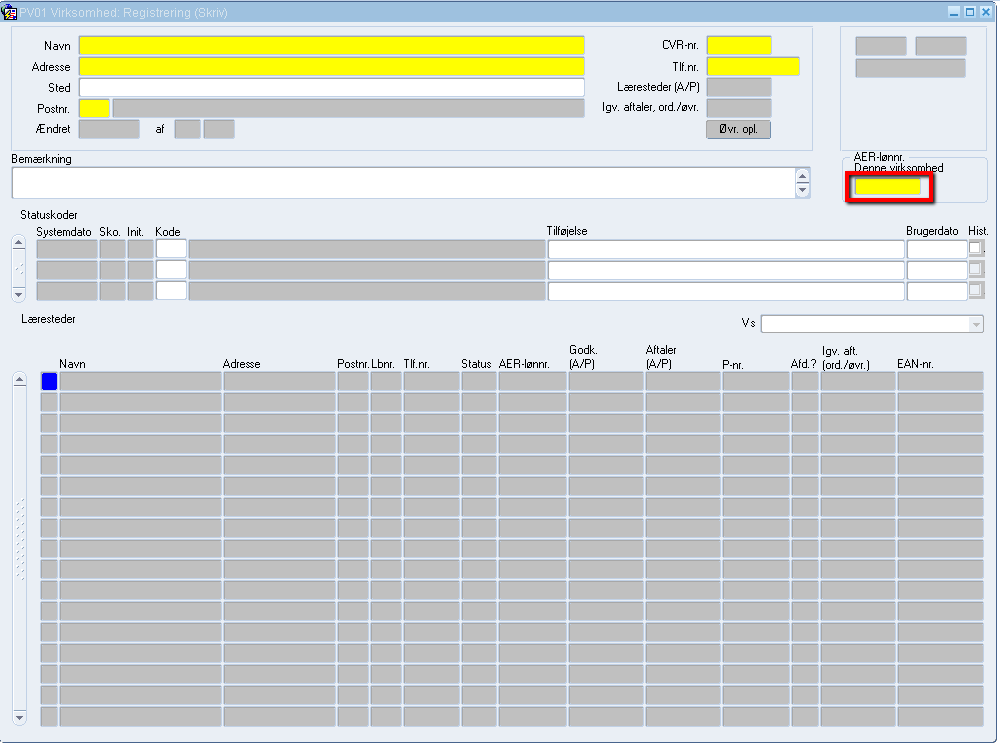 PV01 Virksomhed: Registrering (Skriv)
Navn
CVR-nr.
Adresse
Tlf.nr.
Sted
Læresteder (A/P)
Postnr.
Igv. aftaler, ord./øvr.
Ændret
af
Øvr. opl.
Bemærkning
AER-lønnr.
Denne virksomhed
Statuskoder
Systemdato Sko. Init. Kode Tilføjelse Brugerdato Hist.
Læresteder
Vis
Navn Adresse Postnr. Lbnr. Tlf.nr. Status AER-lønnr. Godk. (A/P) Aftaler (A/P) P-nr. Afd.? Igv. aft. (ord./øvr.) EAN-nr.